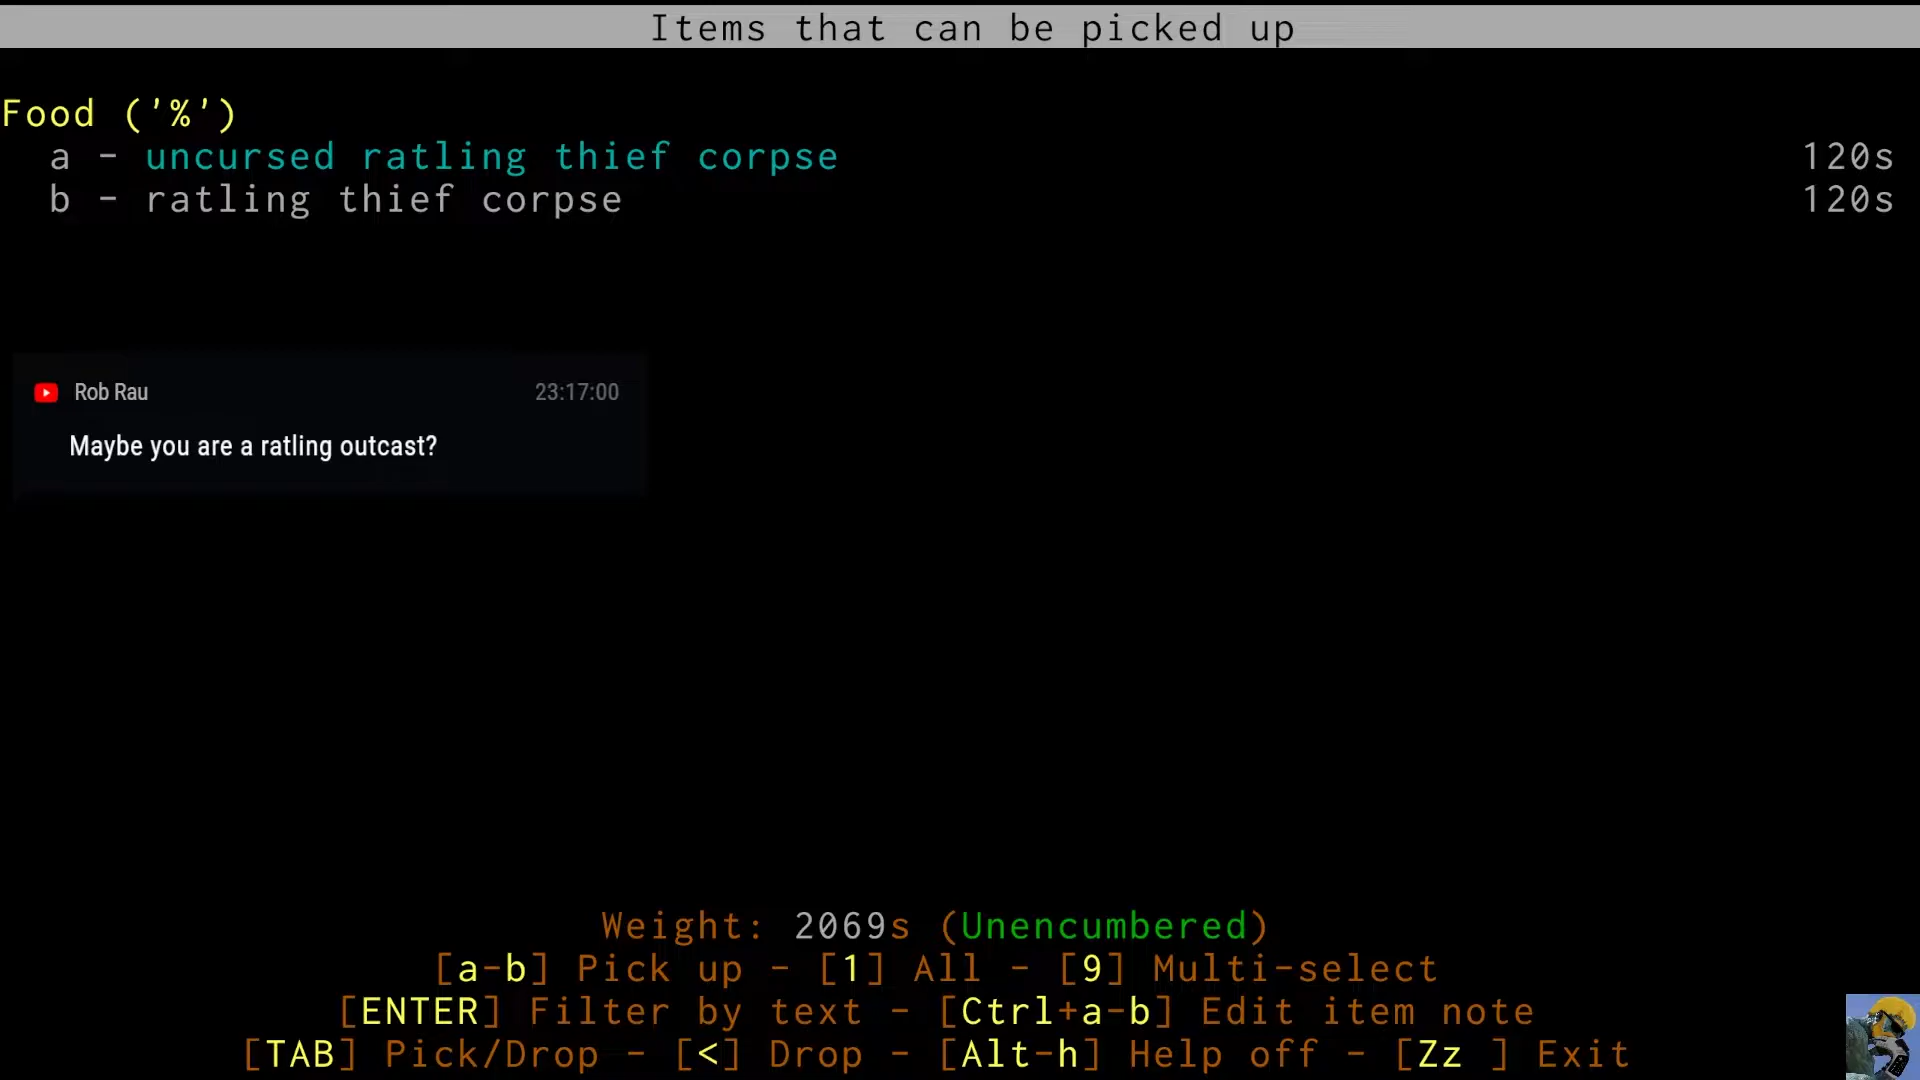 Items that can be picked up
Food ('%')
a - uncursed ratling thief corpse 120s
b - ratling thief corpse 120s
Rob Rau 23:17:00
Maybe you are a ratling outcast?
Weight: 2069s (Unencumbered)
[a-b] Pick up - [1] All - [9] Multi-select
[ENTER] Filter by text - [Ctrl+a-b] Edit item note
[TAB] Pick/Drop - [<] Drop - [Alt-h] Help off - [Zz ] Exit